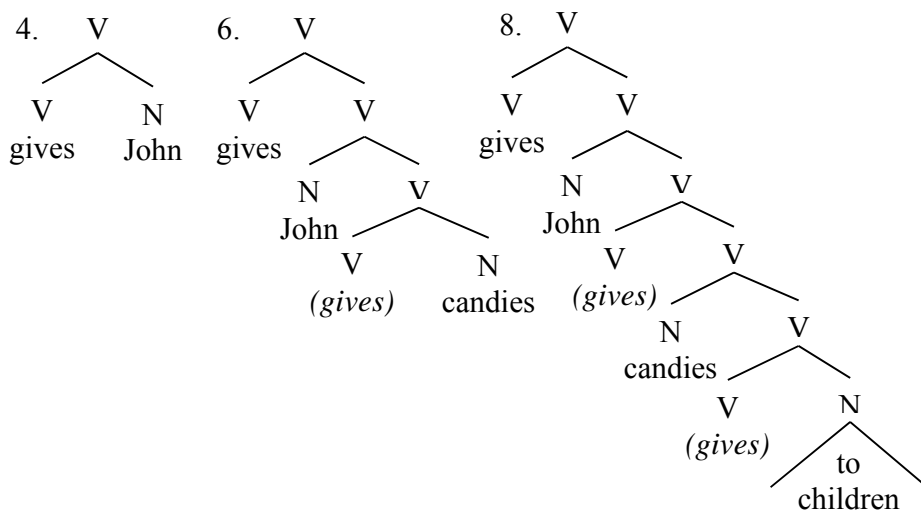 4. V
V N
gives John
6. V
V V
gives
N V
John
V N
(gives) candies
8. V
V V
gives
N V
John
V V
(gives)
N V
candies
V N
(gives)
to
children